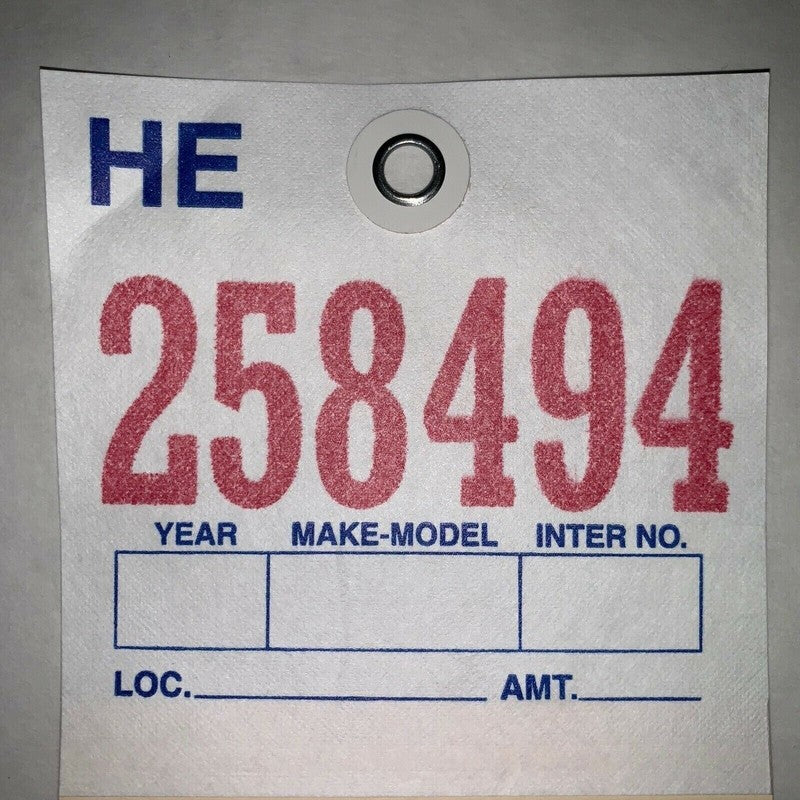 HE
258494
YEAR MAKE-MODEL INTER NO.
LOC. AMT.